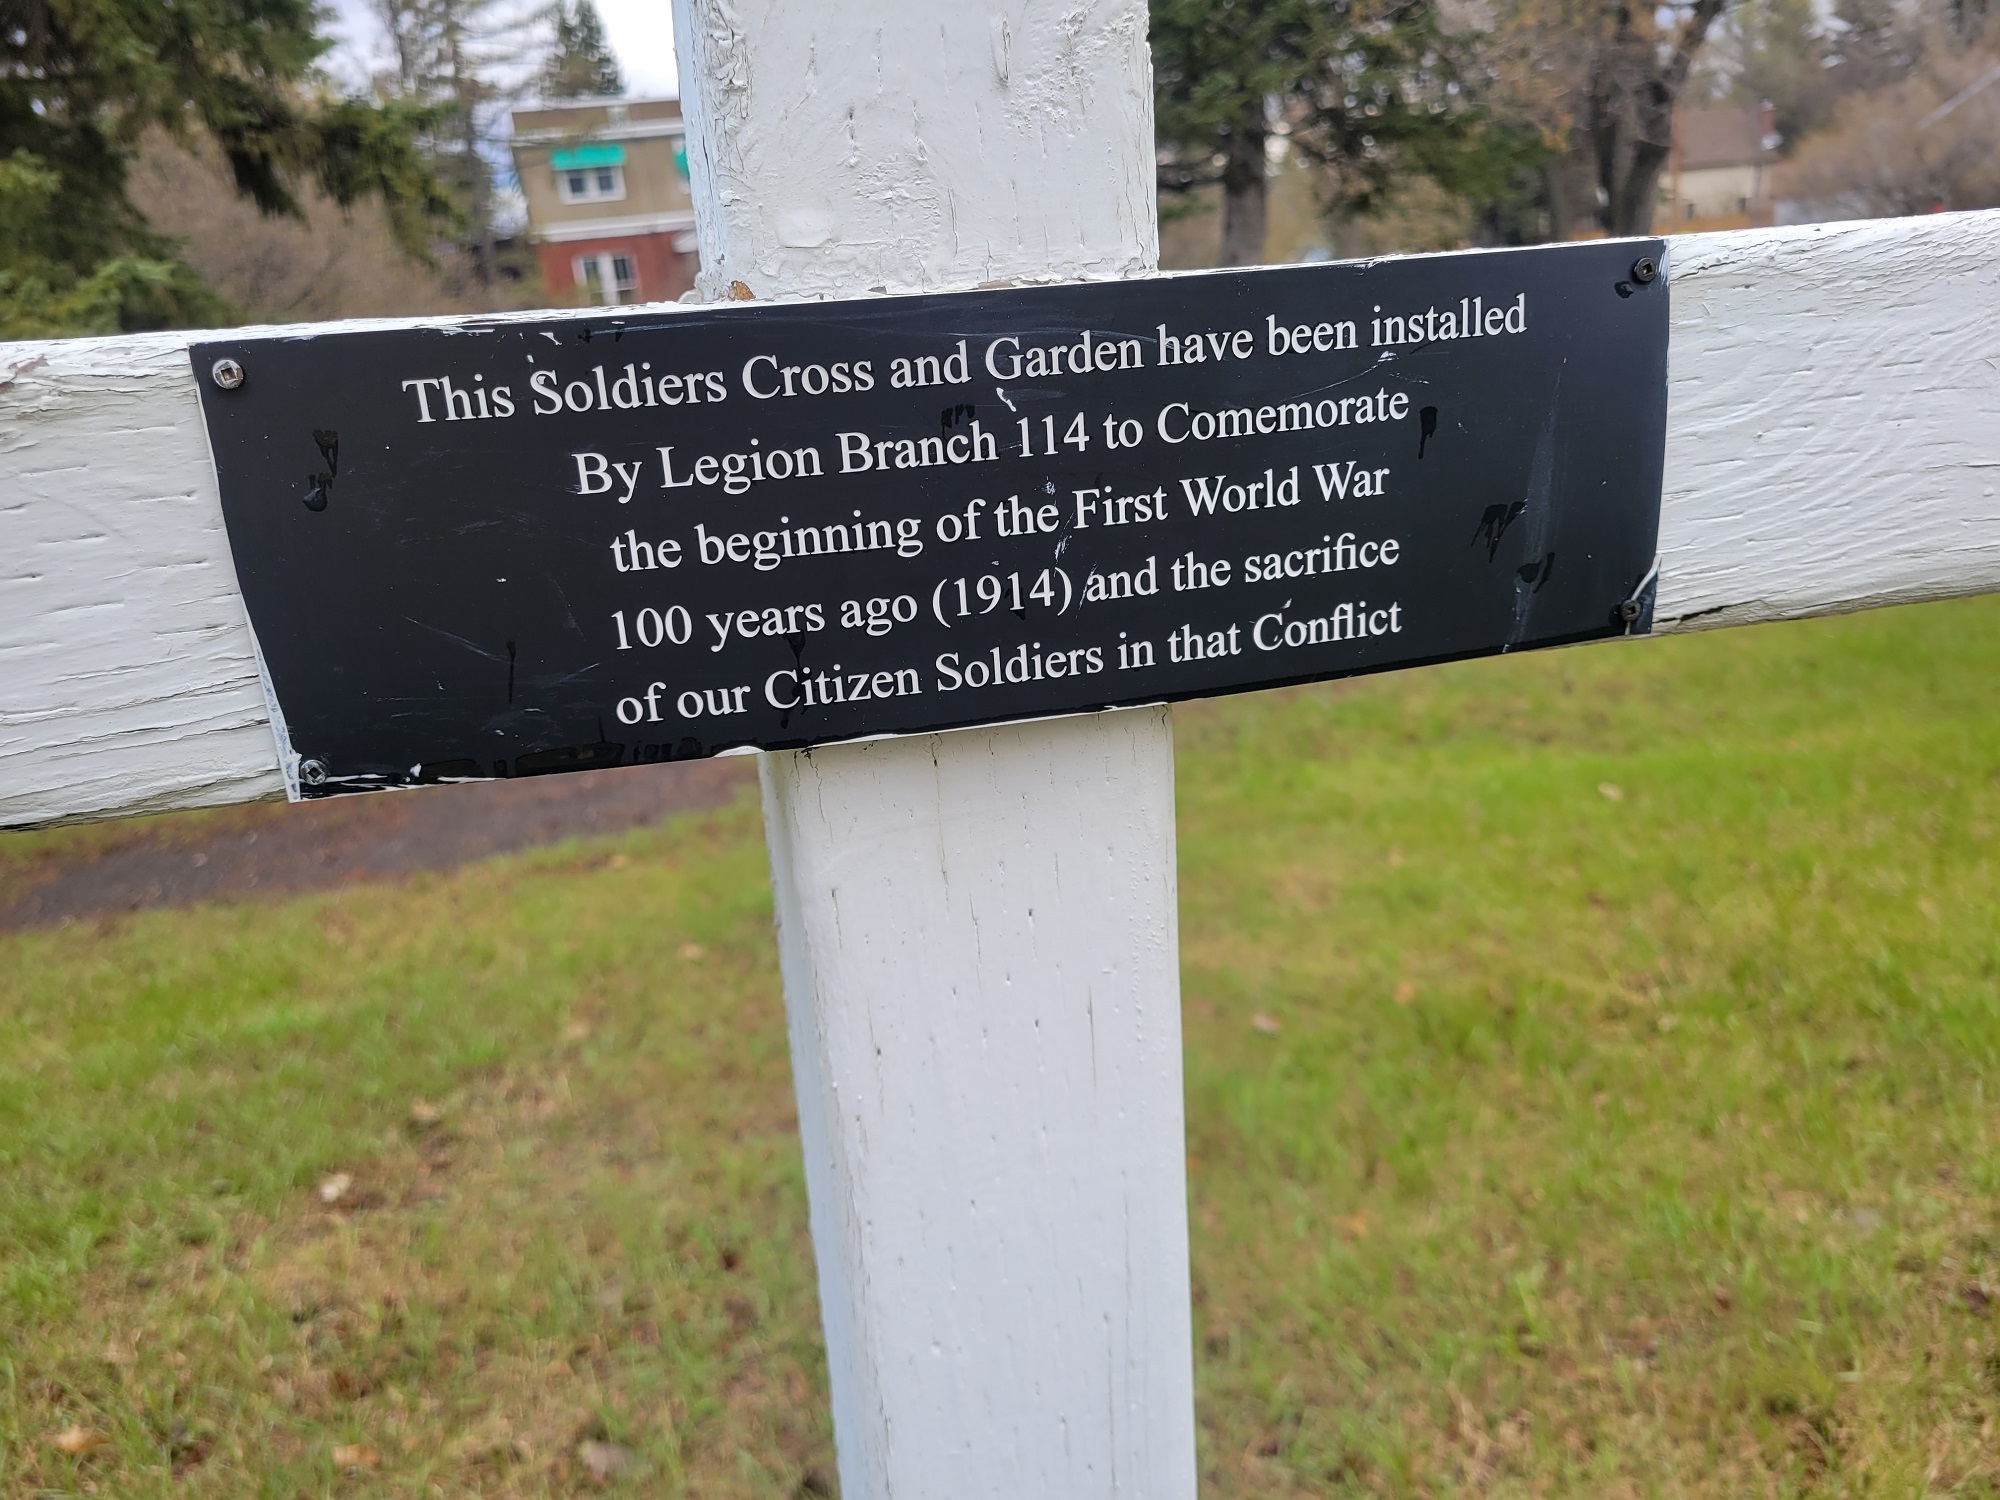 This Soldiers Cross and Garden have been installed
By Legion Branch 114 to Comemorate
the beginning of the First World War
100 years ago (1914) and the sacrifice
of our Citizen Soldiers in that Conflict